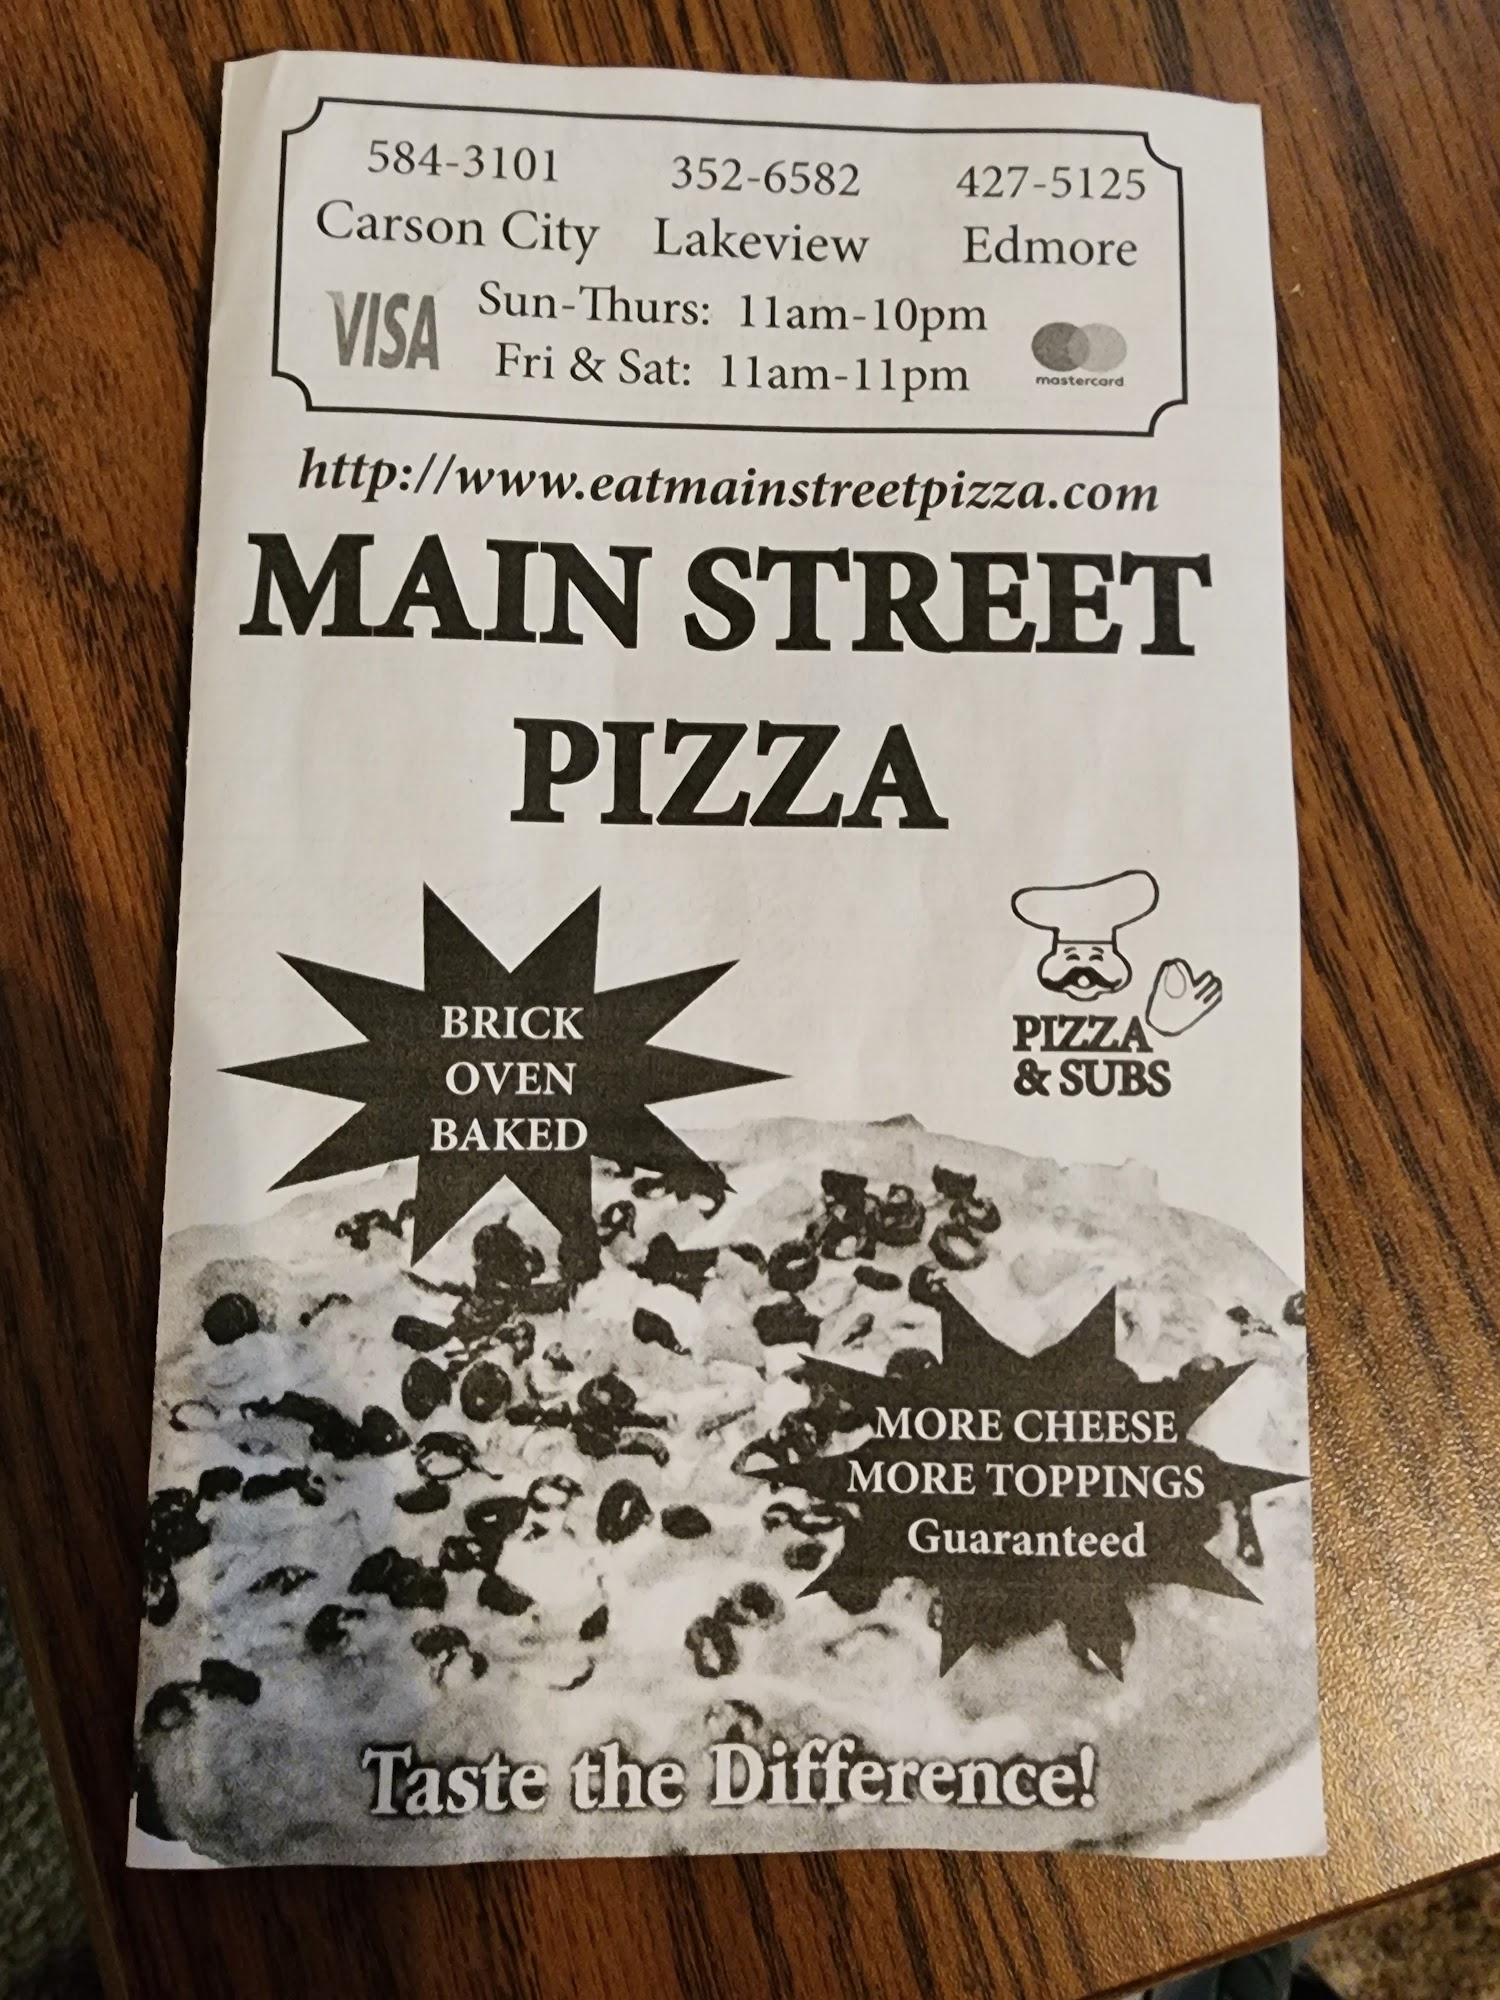 584-3101 352-6582 427-5125
Carson City Lakeview Edmore
VISA
Sun-Thurs: 11am-10pm
Fri & Sat: 11am-11pm
mastercard
http://www.eatmainstreetpizza.com
MAIN STREET
PIZZA
BRICK
OVEN
BAKED
PIZZA
& SUBS
MORE CHEESE
MORE TOPPINGS
Guaranteed
Taste the Difference!